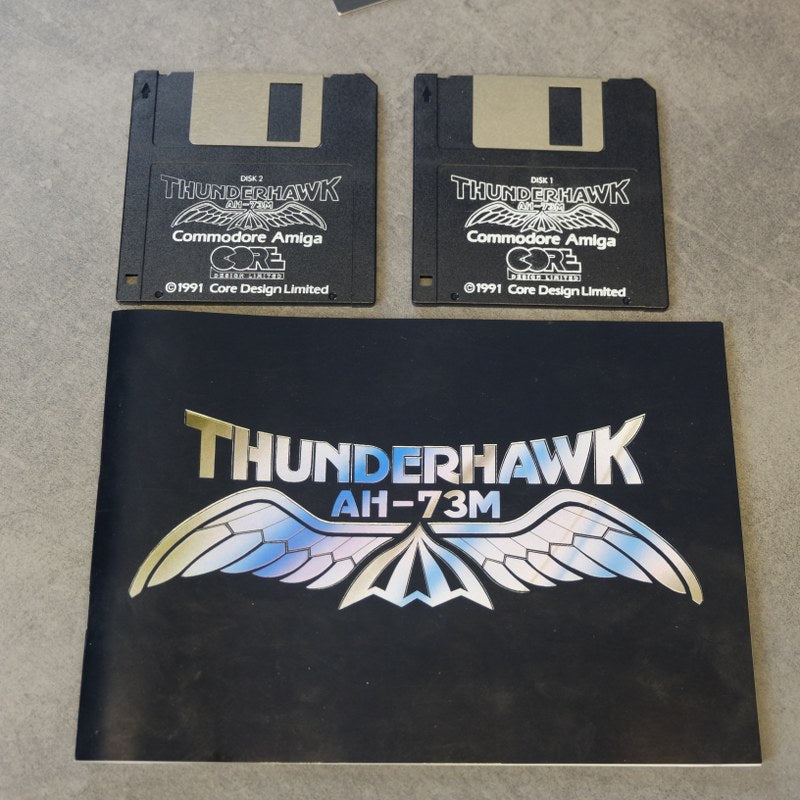 DISK 2
THUNDERHAWK
AH-73M
Commodore Amiga
CORE
DESIGN LIMITED
©1991 Core Design Limited
DISK 1
THUNDERHAWK
AH-73M
Commodore Amiga
CORE
DESIGN LIMITED
©1991 Core Design Limited
THUNDERHAWK
AH-73M